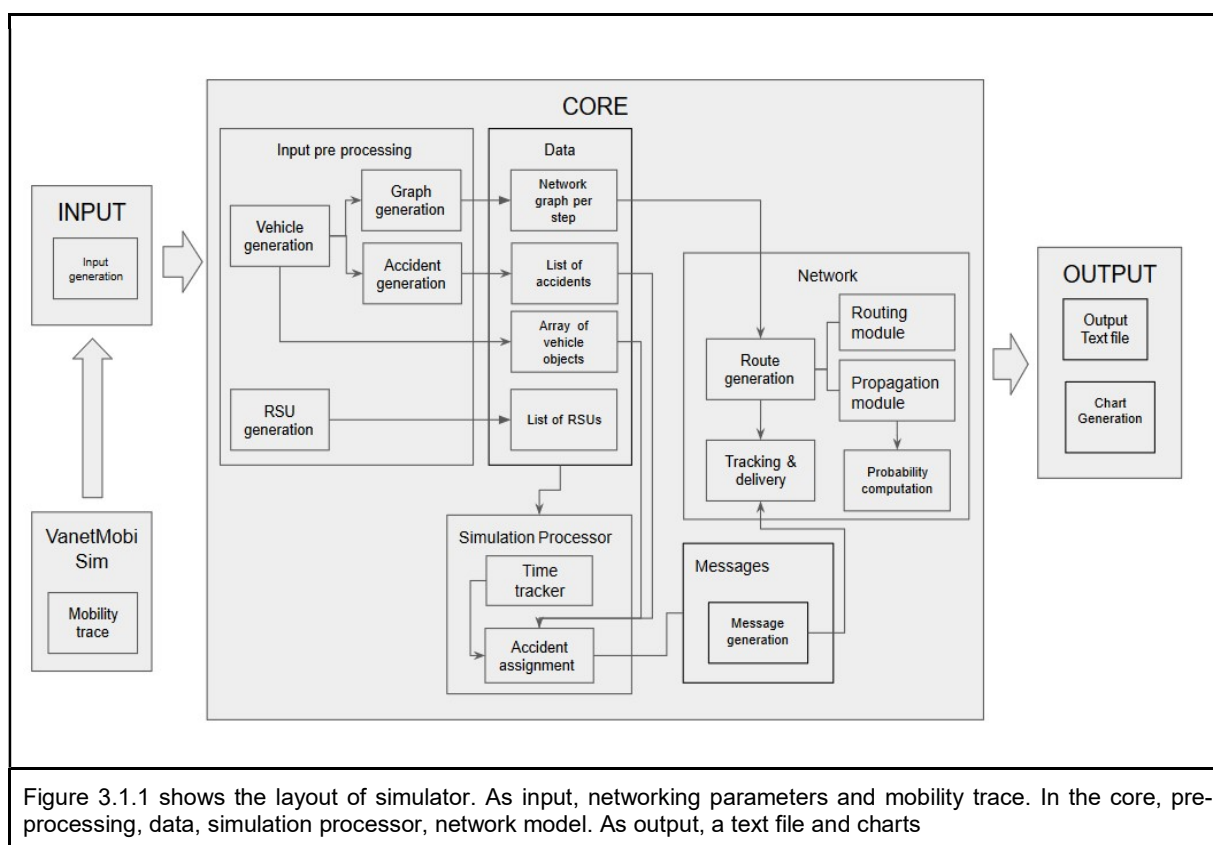 CORE
Input pre processing
Data
Graph
generation
Network
graph per
step
INPUT
Input
generation
Vehicle
generation
Accident
generation
List of
accidents
Network
OUTPUT
Output
Text file
Chart
Generation
Array of
vehicle
objects
Routing
module
Route
generation
Propagation
module
RSU
generation
List of RSUs
Tracking &
delivery
Probability
computation
VanetMobi
Sim
Mobility
trace
Simulation Processor
Time
tracker
Accident
assignment
Messages
Message
generation
Figure 3.1.1 shows the layout of simulator. As input, networking parameters and mobility trace. In the core, pre-
processing, data, simulation processor, network model. As output, a text file and charts